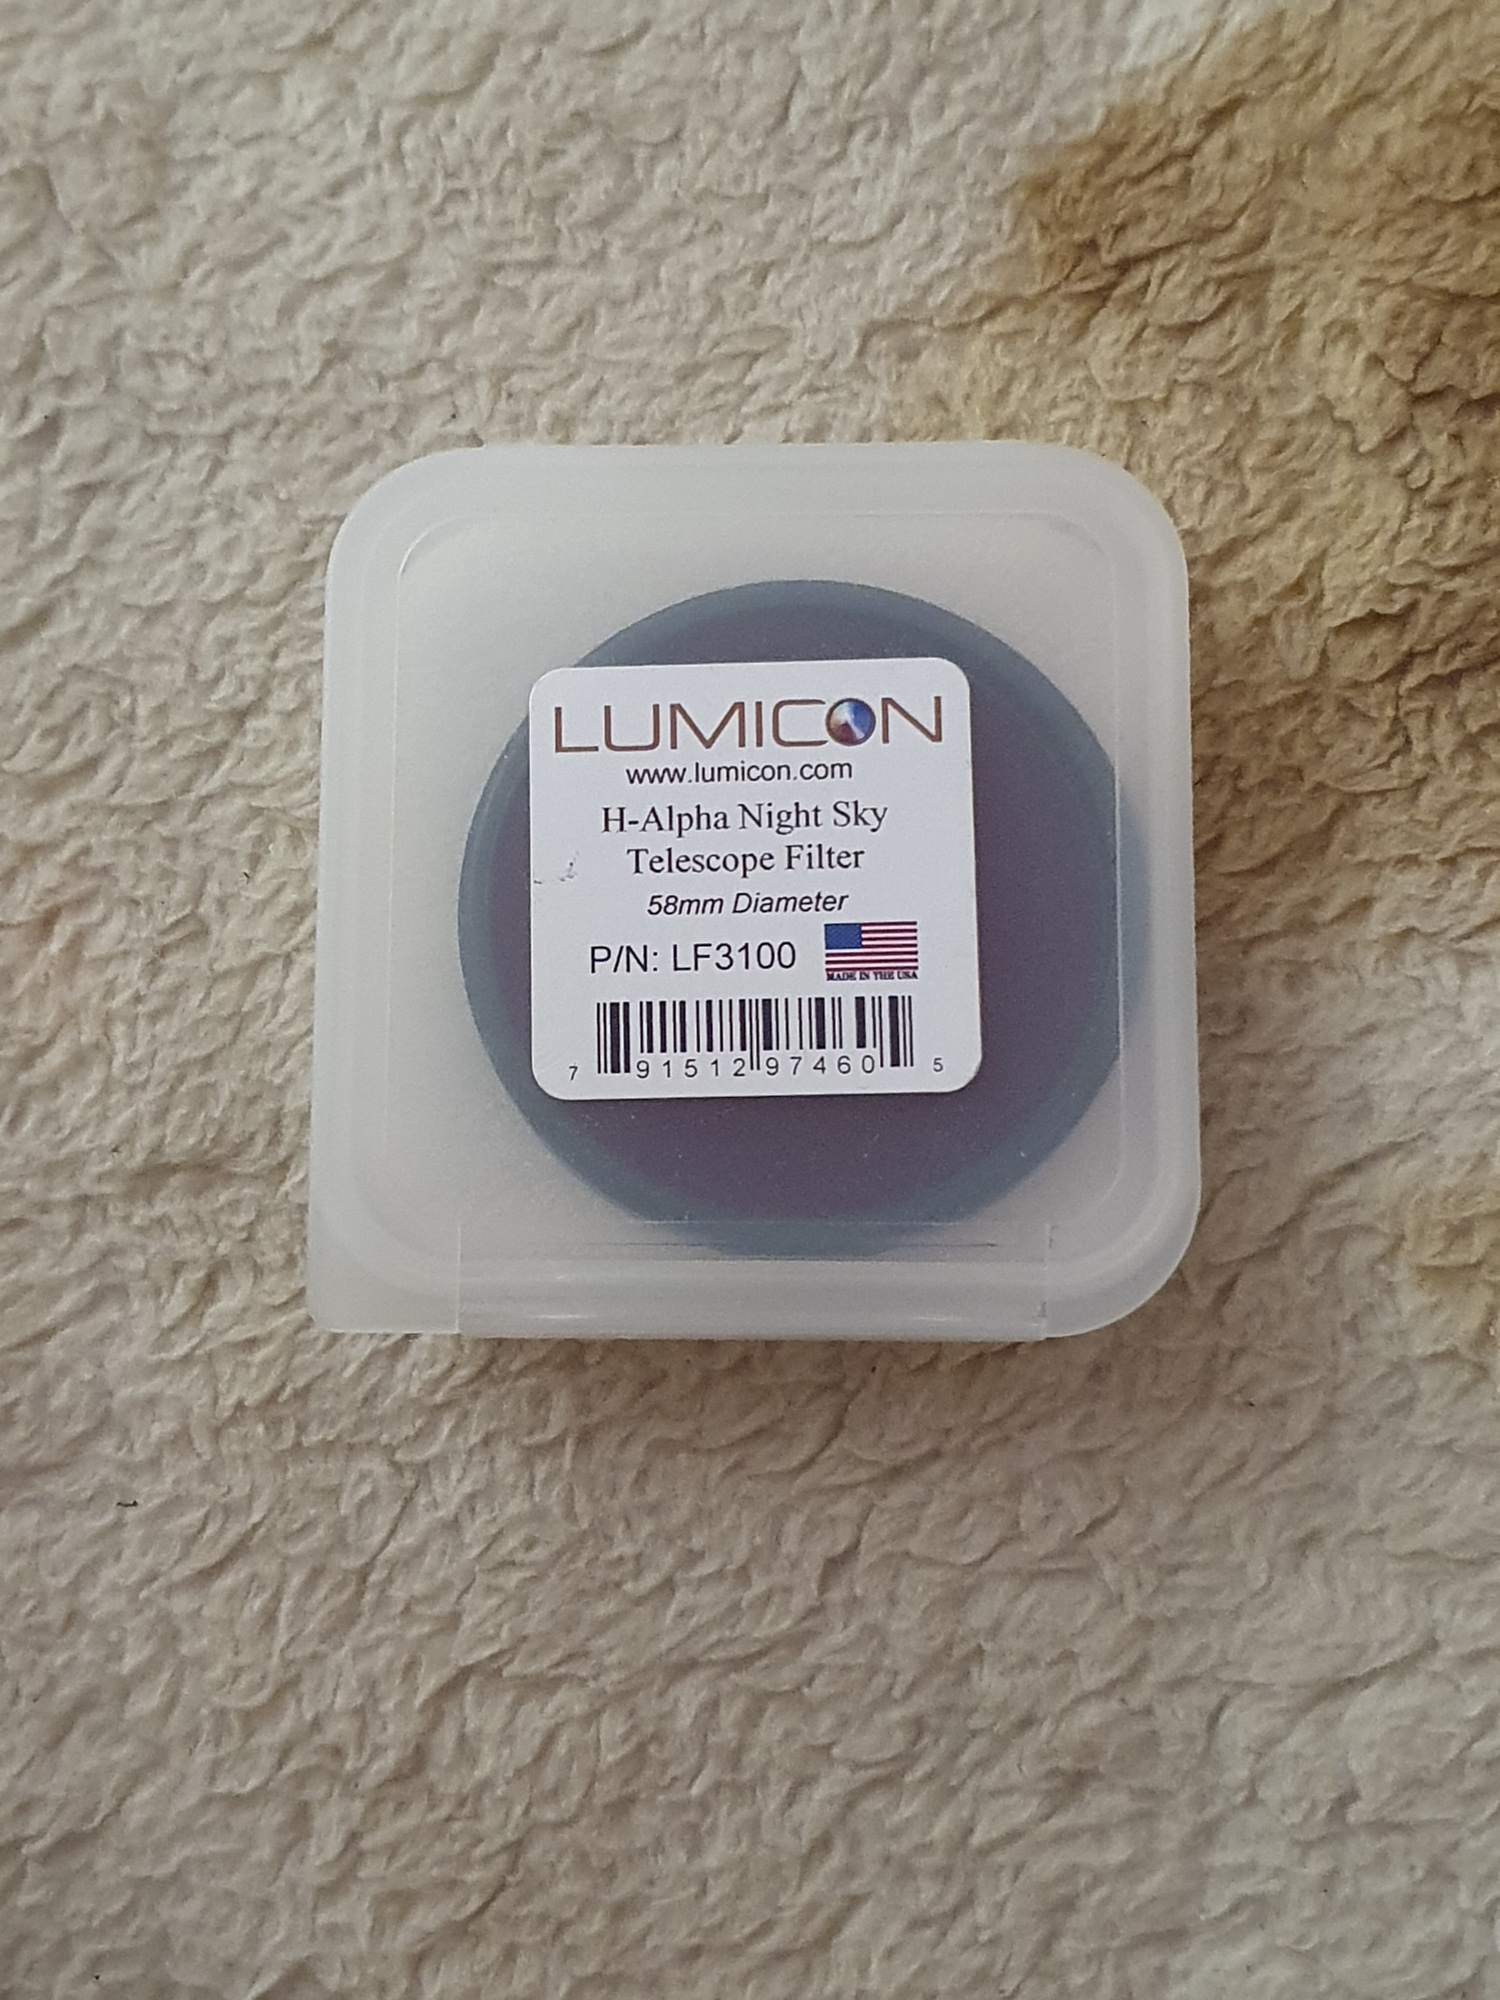 LUMICON
www.lumicon.com
H-Alpha Night Sky
Telescope Filter
58mm Diameter
P/N: LF3100
MADE IN THE USA
7 91512 97460 5